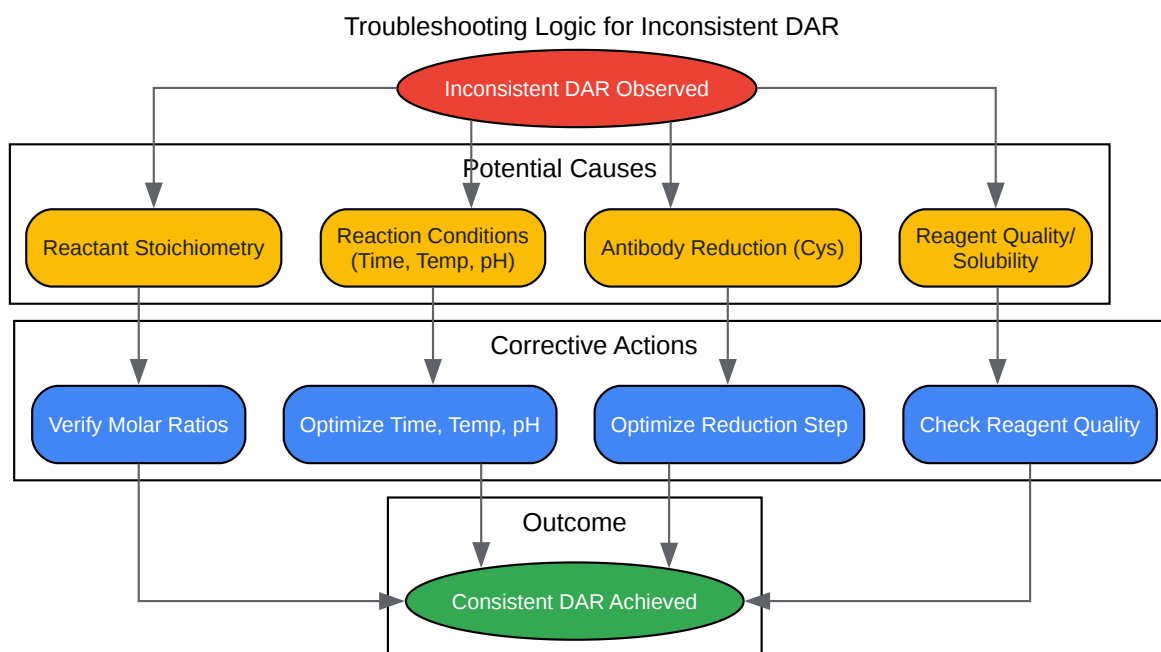 Troubleshooting Logic for Inconsistent DAR
Inconsistent DAR Observed
Potential Causes
Reactant Stoichiometry
Reaction Conditions
(Time, Temp, pH)
Antibody Reduction (Cys)
Reagent Quality/
Solubility
Corrective Actions
Verify Molar Ratios
Optimize Time, Temp, pH
Optimize Reduction Step
Check Reagent Quality
Outcome
Consistent DAR Achieved